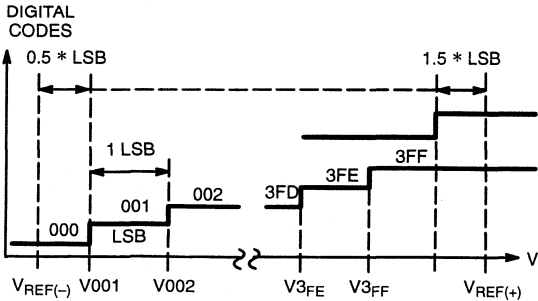 DIGITAL
CODES
0.5 * LSB
1.5 * LSB
1 LSB
3FF
3FE
002
3FD
001
000
LSB
V
VREF(–) V001 V002 V3FE V3FF VREF(+)